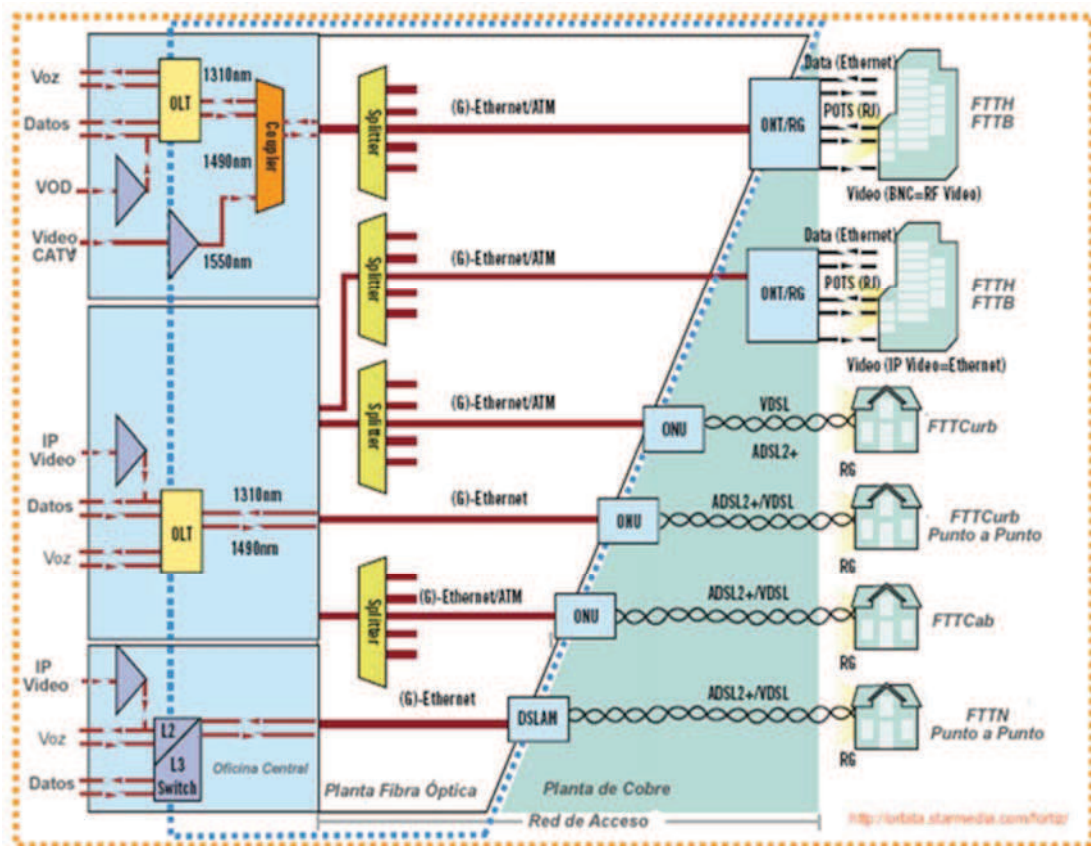 Voz
Datos
VOD
Video
CATV
OLT
1310nm
1490nm
1550nm
Coupler
Splitter
(G)-Ethernet/ATM
ONT/RG
Data (Ethernet)
POTS (RJ)
Video (BNC=RF Video)
FTTH
FTTB
Splitter
(G)-Ethernet/ATM
ONT/RG
Data (Ethernet)
POTS (RJ)
Video (IP Video=Ethernet)
FTTH
FTTB
Splitter
(G)-Ethernet/ATM
ONU
VDSL
ADSL2+
RG
FTTCurb
IP
Video
Datos
Voz
OLT
1310nm
1490nm
(G)-Ethernet
ONU
ADSL2+/VDSL
RG
FTTCurb
Punto a Punto
Splitter
(G)-Ethernet/ATM
ONU
ADSL2+/VDSL
RG
FTTCab
IP
Video
Voz
Datos
L2
L3
Switch
Oficina Central
(G)-Ethernet
DSLAM
ADSL2+/VDSL
RG
FTTN
Punto a Punto
Planta Fibra Óptica
Planta de Cobre
Red de Acceso